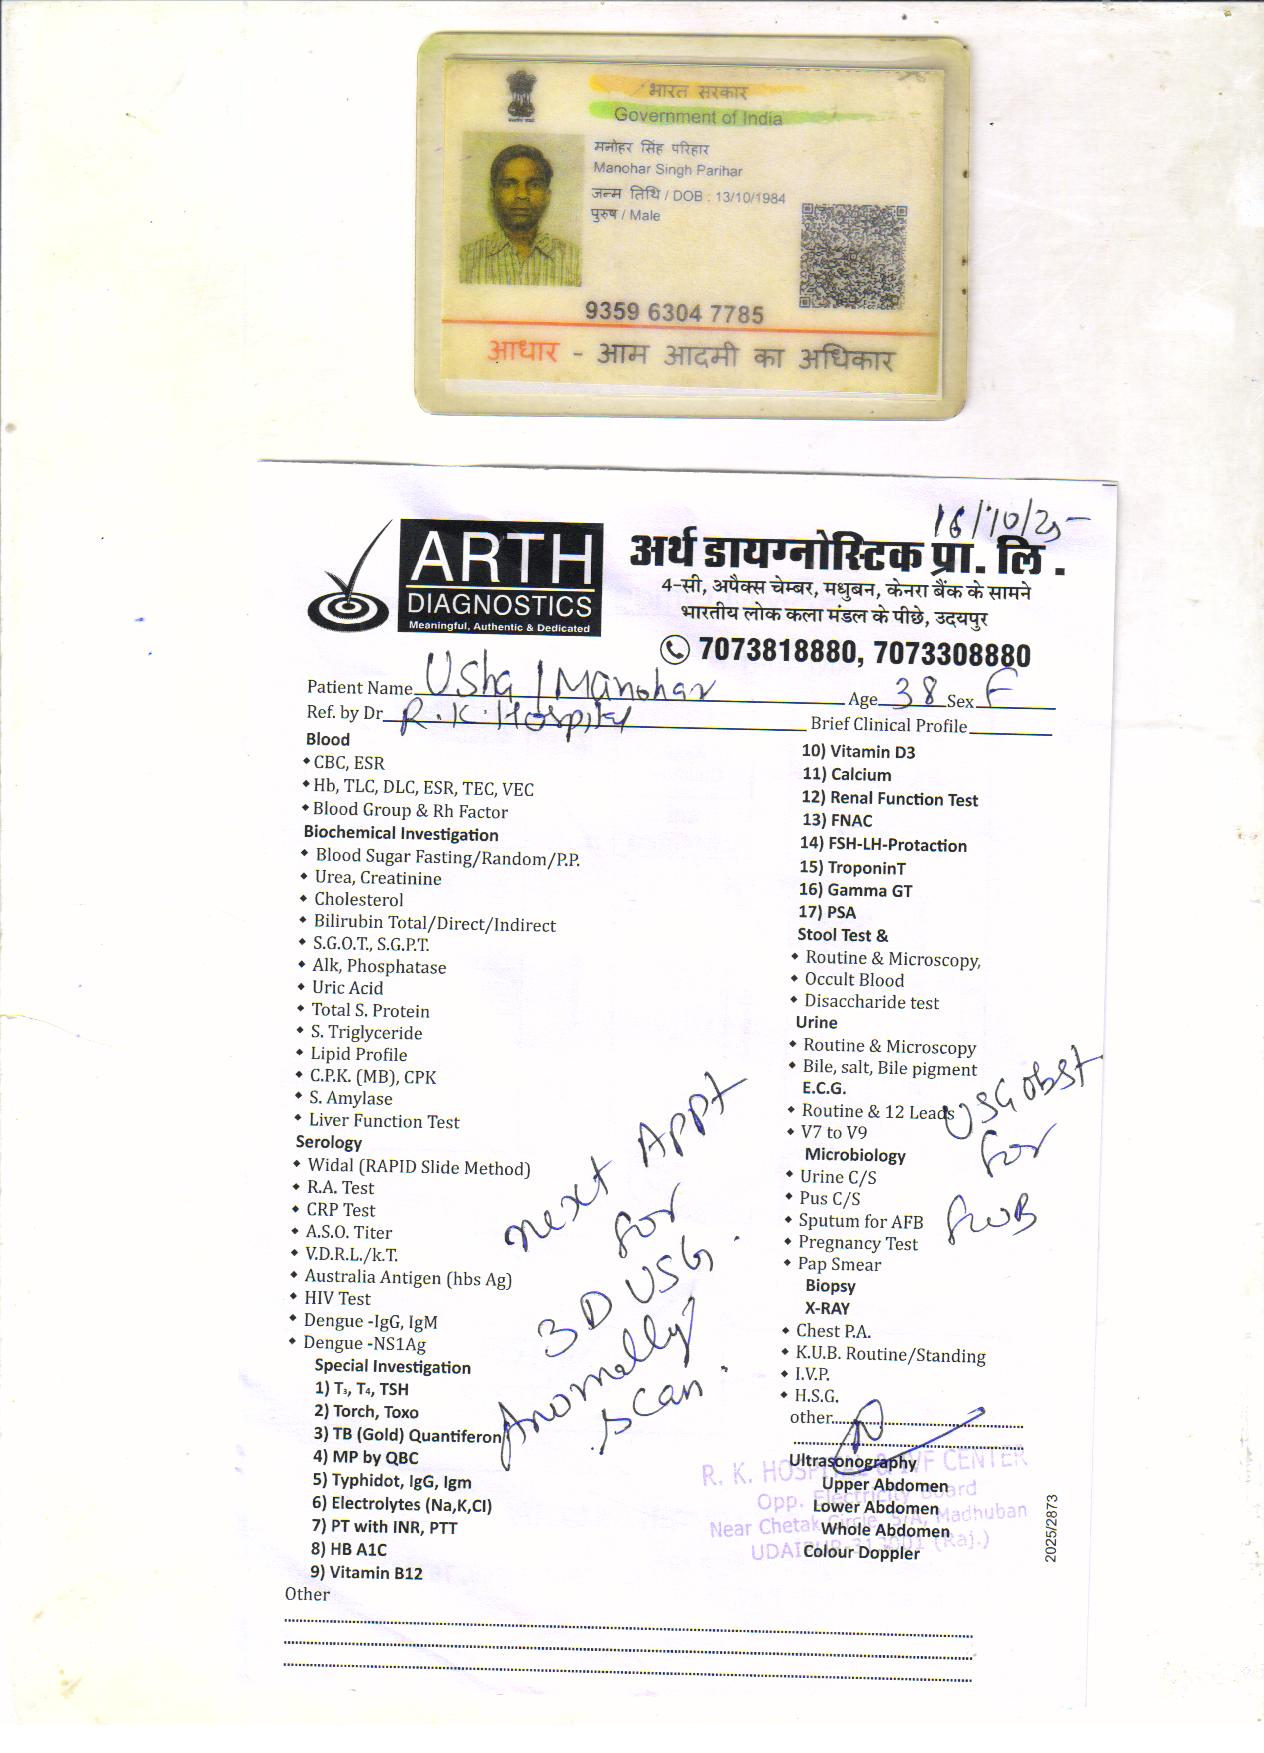 भारत सरकार
Government of India
मनोहर सिंह परिहार
Manohar Singh Parihar
जन्म तिथि / DOB : 13/10/1984
पुरुष / Male
9359 6304 7785
आधार - आम आदमी का अधिकार
16/10/25
ARTH
DIAGNOSTICS
Meaningful, Authentic & Dedicated
अर्थ डायग्नोस्टिक प्रा. लि.
4-सी, अपैक्स चेम्बर, मधुबन, केनरा बैंक के सामने
भारतीय लोक कला मंडल के पीछे, उदयपुर
7073818880, 7073308880
Patient Name Usha / Manohar Age 38 Sex F
Ref. by Dr R.K. Hospital Brief Clinical Profile
Blood
CBC, ESR
Hb, TLC, DLC, ESR, TEC, VEC
Blood Group & Rh Factor
Biochemical Investigation
Blood Sugar Fasting/Random/P.P.
Urea, Creatinine
Cholesterol
Bilirubin Total/Direct/Indirect
S.G.O.T., S.G.P.T.
Alk, Phosphatase
Uric Acid
Total S. Protein
S. Triglyceride
Lipid Profile
C.P.K. (MB), CPK
S. Amylase
Liver Function Test
Serology
Widal (RAPID Slide Method)
R.A. Test
CRP Test
A.S.O. Titer
V.D.R.L./k.T.
Australia Antigen (hbs Ag)
HIV Test
Dengue -IgG, IgM
Dengue -NS1Ag
Special Investigation
1) T3, T4, TSH
2) Torch, Toxo
3) TB (Gold) Quantiferon
4) MP by QBC
5) Typhidot, IgG, Igm
6) Electrolytes (Na,K,Cl)
7) PT with INR, PTT
8) HB A1C
9) Vitamin B12
Other
next APPt
for
3D USG.
Anomally
scan.
10) Vitamin D3
11) Calcium
12) Renal Function Test
13) FNAC
14) FSH-LH-Protaction
15) TroponinT
16) Gamma GT
17) PSA
Stool Test &
Routine & Microscopy,
Occult Blood
Disaccharide test
Urine
Routine & Microscopy
Bile, salt, Bile pigment
E.C.G.
Routine & 12 Leads
V7 to V9
Microbiology
Urine C/S
Pus C/S
Sputum for AFB
Pregnancy Test
Pap Smear
Biopsy
X-RAY
Chest P.A.
K.U.B. Routine/Standing
I.V.P.
H.S.G.
other
USG Obst
for
FWB
Ultrasonography
Upper Abdomen
Lower Abdomen
Whole Abdomen
Colour Doppler
R. K. HOSPITAL & IVF CENTER
Opp. Electricity Board
Near Chetak Circle, 5/A, Madhuban
UDAIPUR-313001 (Raj.)
2025/2873